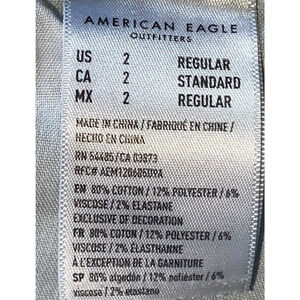 AMERICAN EAGLE
OUTFITTERS
US 2 REGULAR
CA 2 STANDARD
MX 2 REGULAR
MADE IN CHINA / FABRIQUÉ EN CHINE /
HECHO EN CHINA
RN 54485/CA 03873
RFC# AEM12068509A
EN 80% COTTON / 12% POLYESTER / 6%
VISCOSE / 2% ELASTANE
EXCLUSIVE OF DECORATION
FR 80% COTON / 12% POLYESTER / 6%
VISCOSE / 2% ÉLASTHANNE
À L'EXCEPTION DE LA GARNITURE
SP 80% algodón / 12% poliéster / 6%
viscosa / 2% elastano